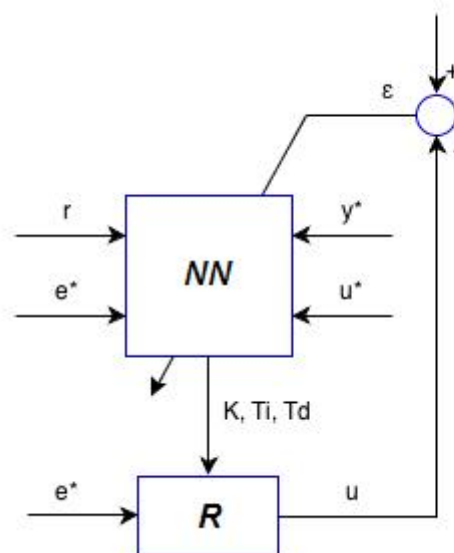 +
ε
r
y*
NN
e*
u*
K, Ti, Td
e*
u
R